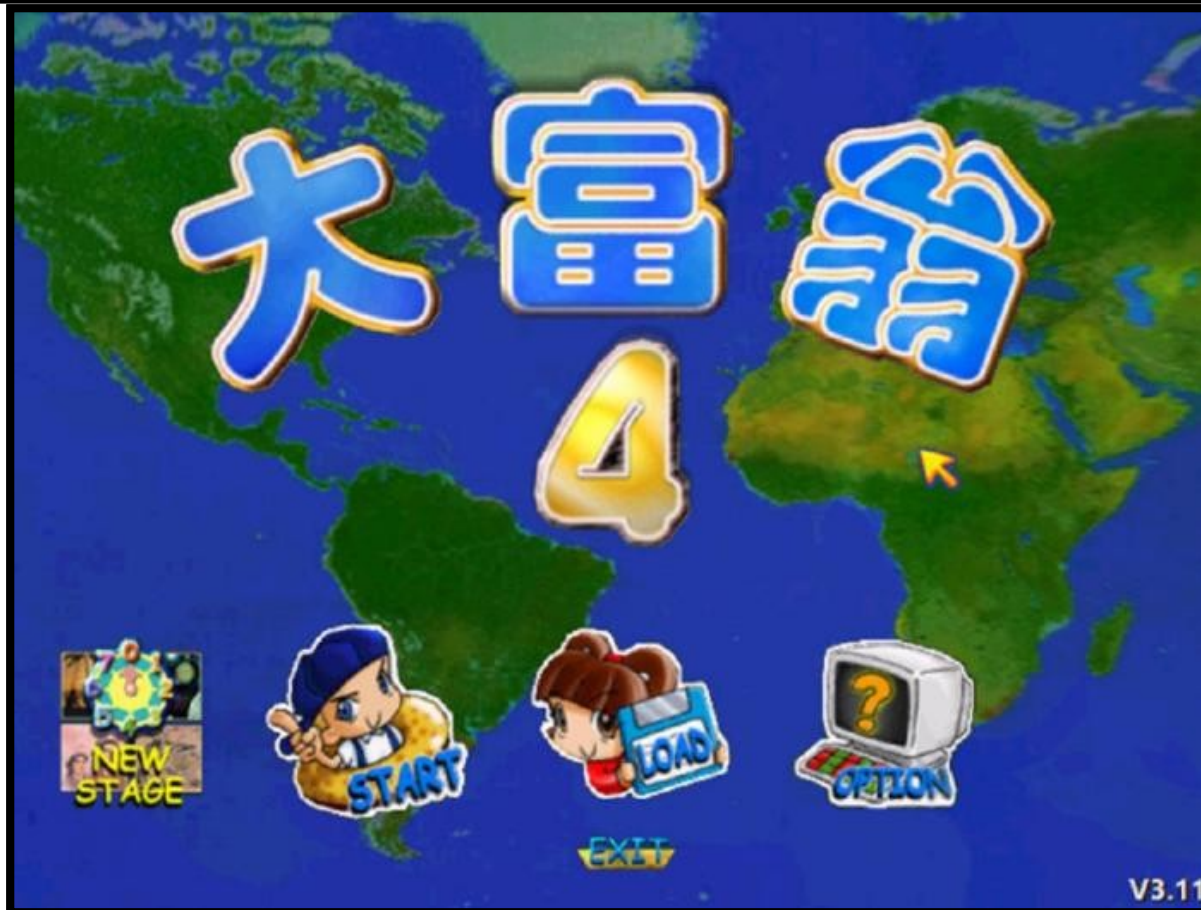 大富翁
4
NEW
STAGE
START
LOAD
?
OPTION
EXIT
V3.11